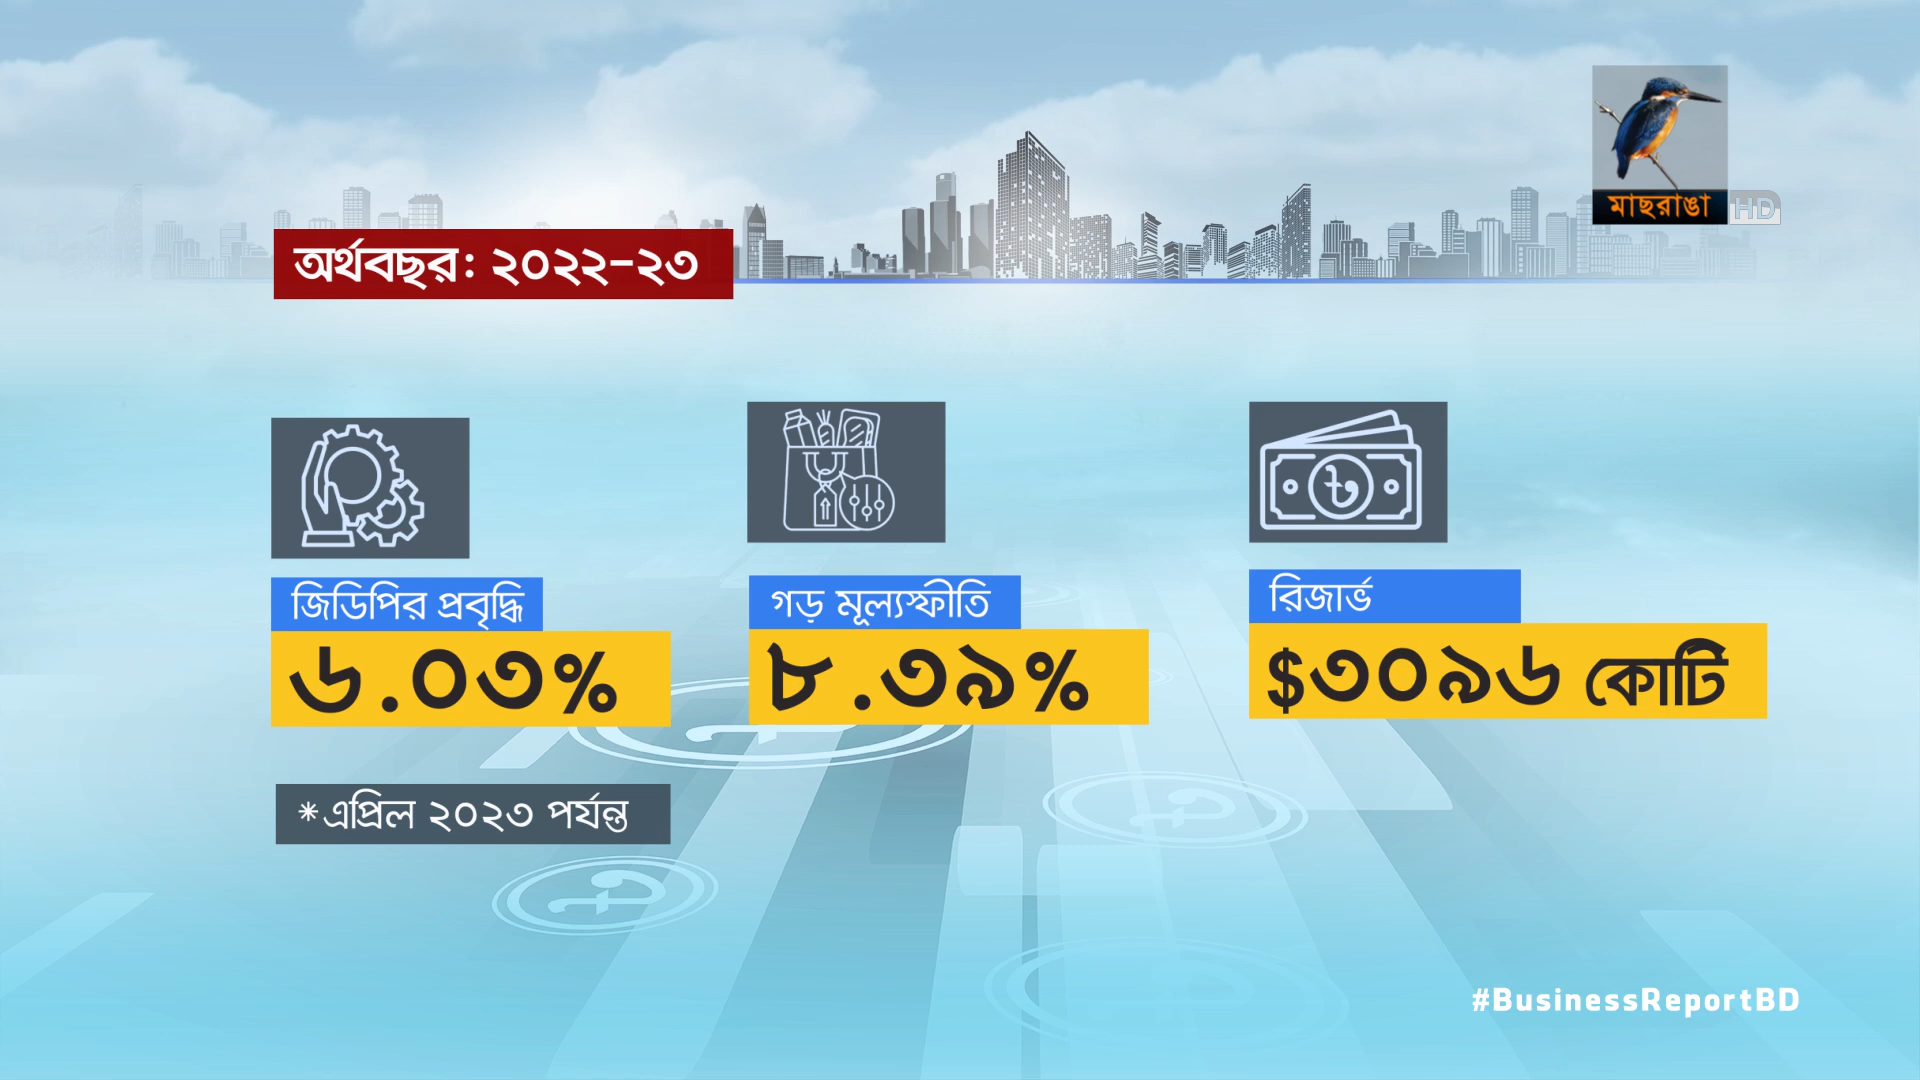 মাছরাঙা HD
অর্থবছর: ২০২২-২৩
জিডিপির প্রবৃদ্ধি
৬.০৩%
গড় মূল্যস্ফীতি
৮.৩৯%
রিজার্ভ
$৩০৯৬ কোটি
*এপ্রিল ২০২৩ পর্যন্ত
#BusinessReportBD